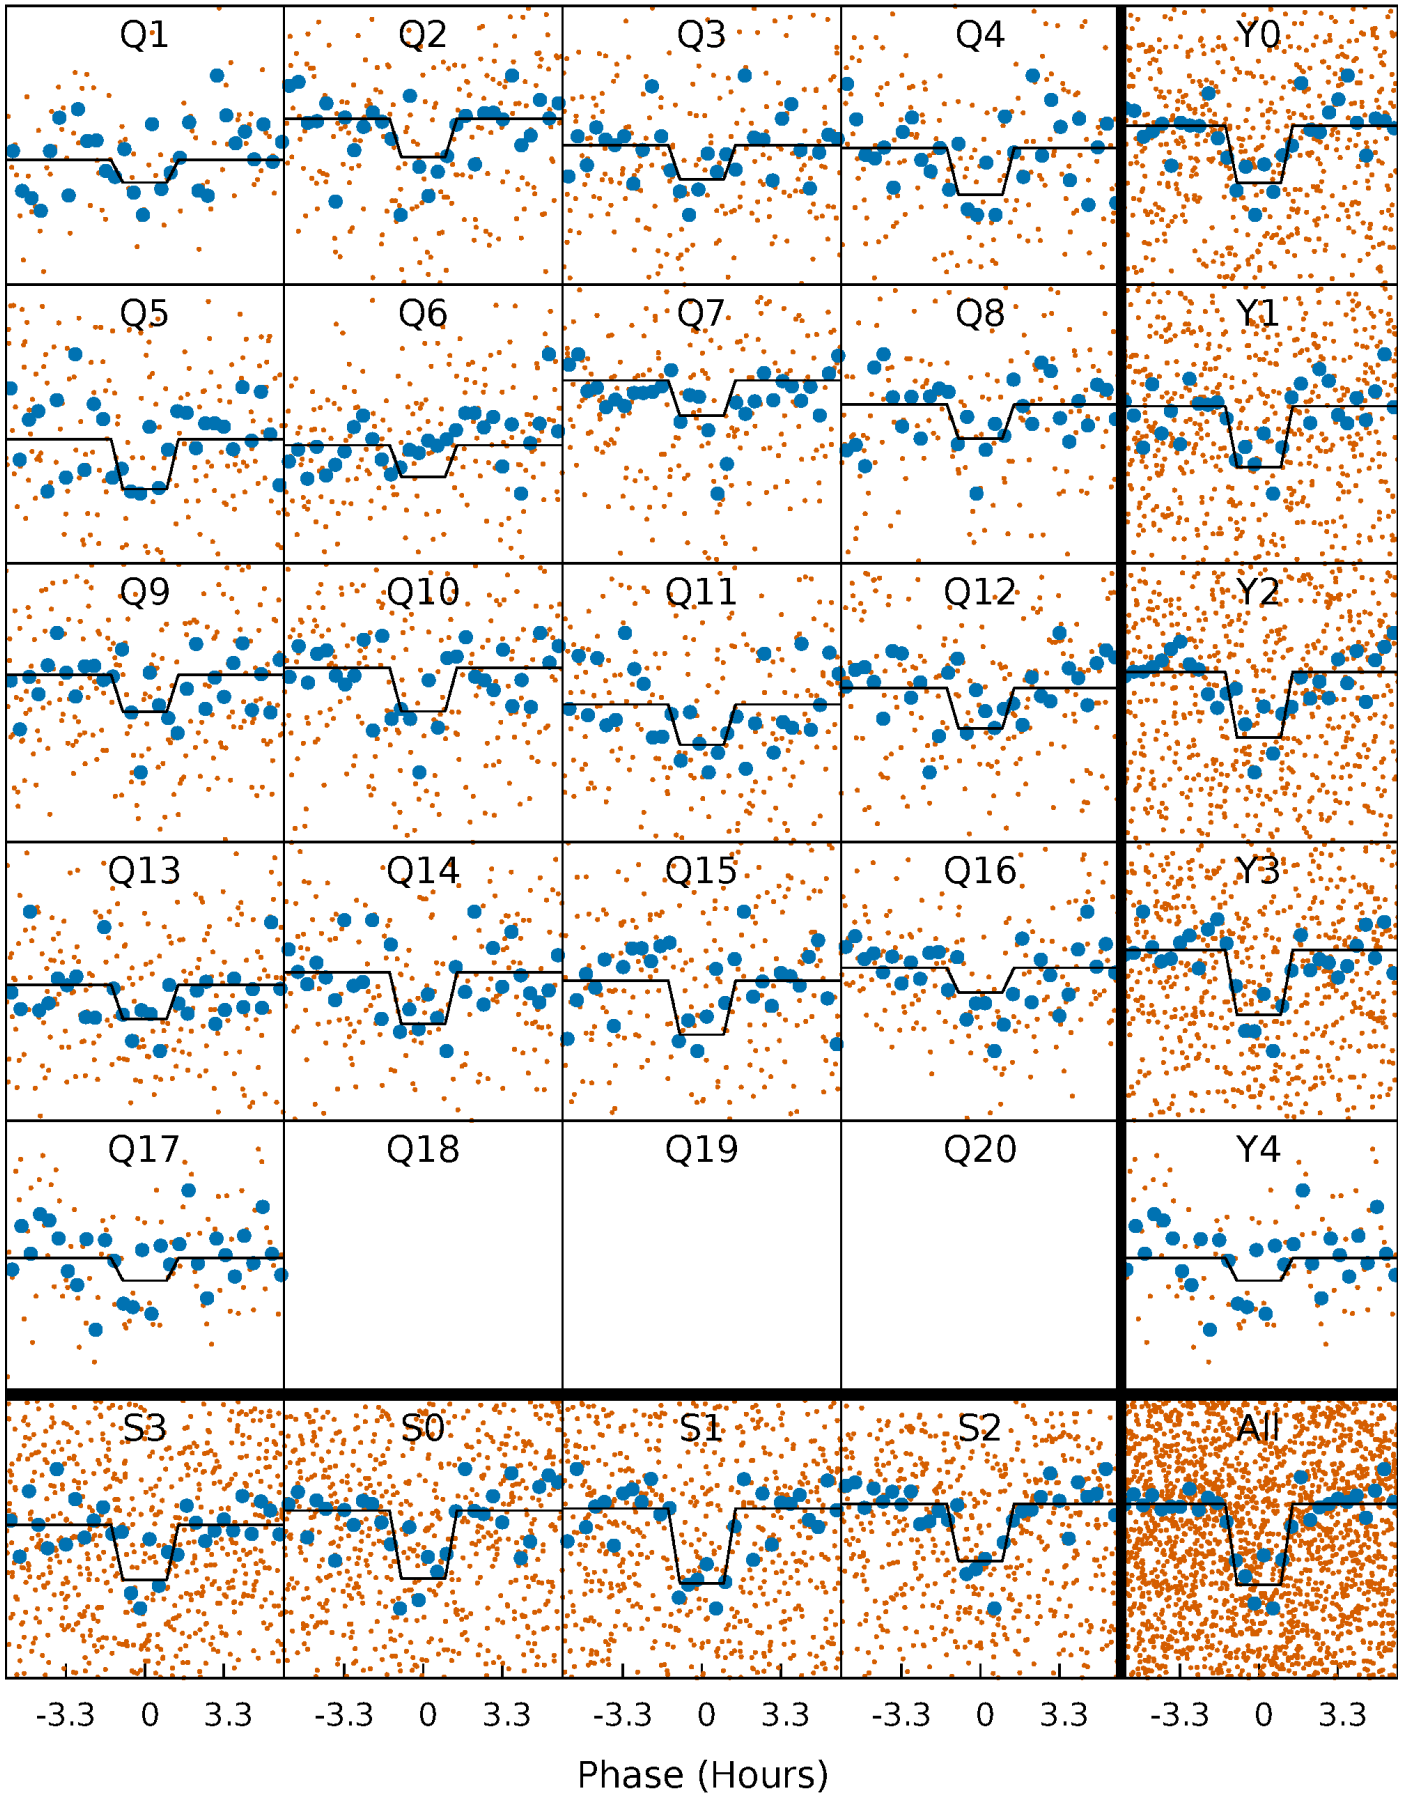 Q1 Q2 Q3 Q4 Y0
Q5 Q6 Q7 Q8 Y1
Q9 Q10 Q11 Q12 Y2
Q13 Q14 Q15 Q16 Y3
Q17 Q18 Q19 Q20 Y4
S3 S0 S1 S2 All
-3.3 0 3.3 -3.3 0 3.3 -3.3 0 3.3 -3.3 0 3.3 -3.3 0 3.3
Phase (Hours)